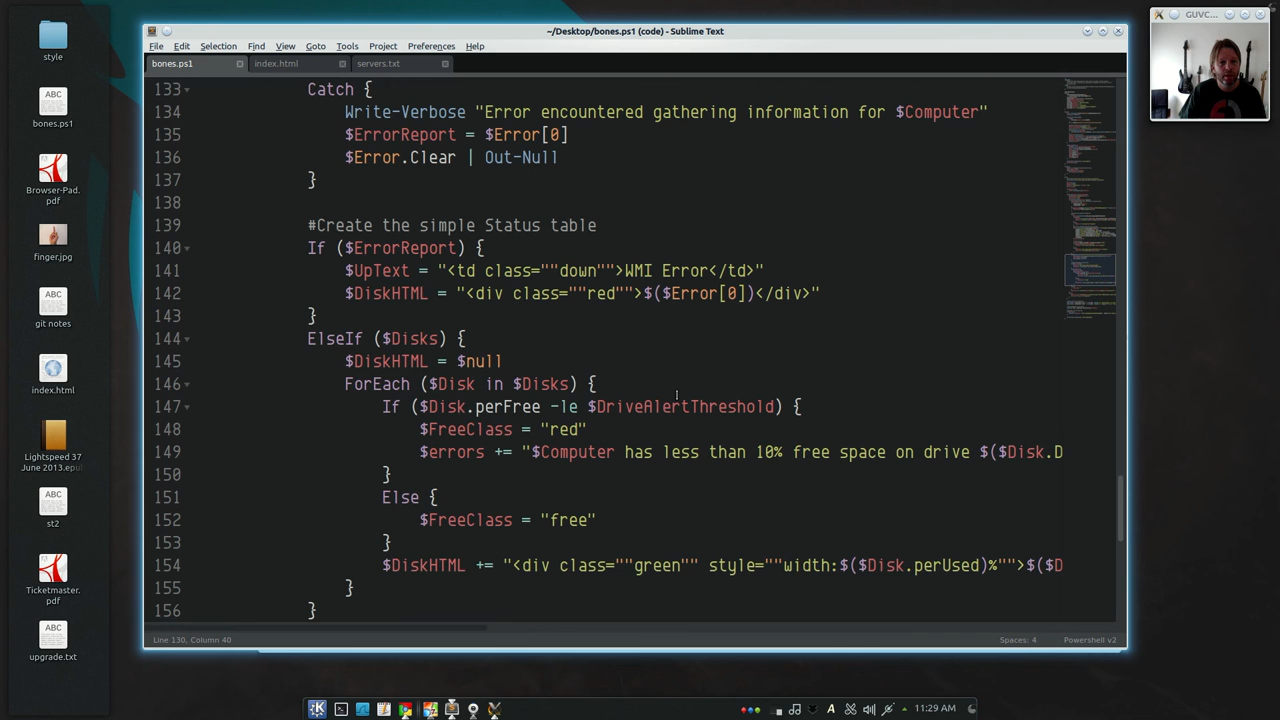 ~/Desktop/bones.ps1 (code) - Sublime Text
File Edit Selection Find View Goto Tools Project Preferences Help
bones.ps1 index.html servers.txt
133 Catch {
134 Write-Verbose "Error encountered gathering information for $Computer"
135 $ErrorReport = $Error[0]
136 $Error.Clear | Out-Null
137 }
138
139 #Create the simple Status table
140 If ($ErrorReport) {
141 $UpText = "<td class=""down"">WMI Error</td>"
142 $DiskHTML = "<div class=""red"">$($Error[0])</div>"
143 }
144 ElseIf ($Disks) {
145 $DiskHTML = $null
146 ForEach ($Disk in $Disks) {
147 If ($Disk.perFree -le $DriveAlertThreshold) {
148 $FreeClass = "red"
149 $errors += "$Computer has less than 10% free space on drive $($Disk.D
150 }
151 Else {
152 $FreeClass = "free"
153 }
154 $DiskHTML += "<div class=""green"" style=""width:$($Disk.perUsed)%"">$($D
155 }
156 }
Line 130, Column 40
Spaces: 4
Powershell v2
style
ABC
bones.ps1
Browser-Pad.
pdf
finger.jpg
ABC
git notes
index.html
Lightspeed 37
June 2013.epu
ABC
st2
Ticketmaster.
pdf
ABC
upgrade.txt
GUVC...
A
11:29 AM